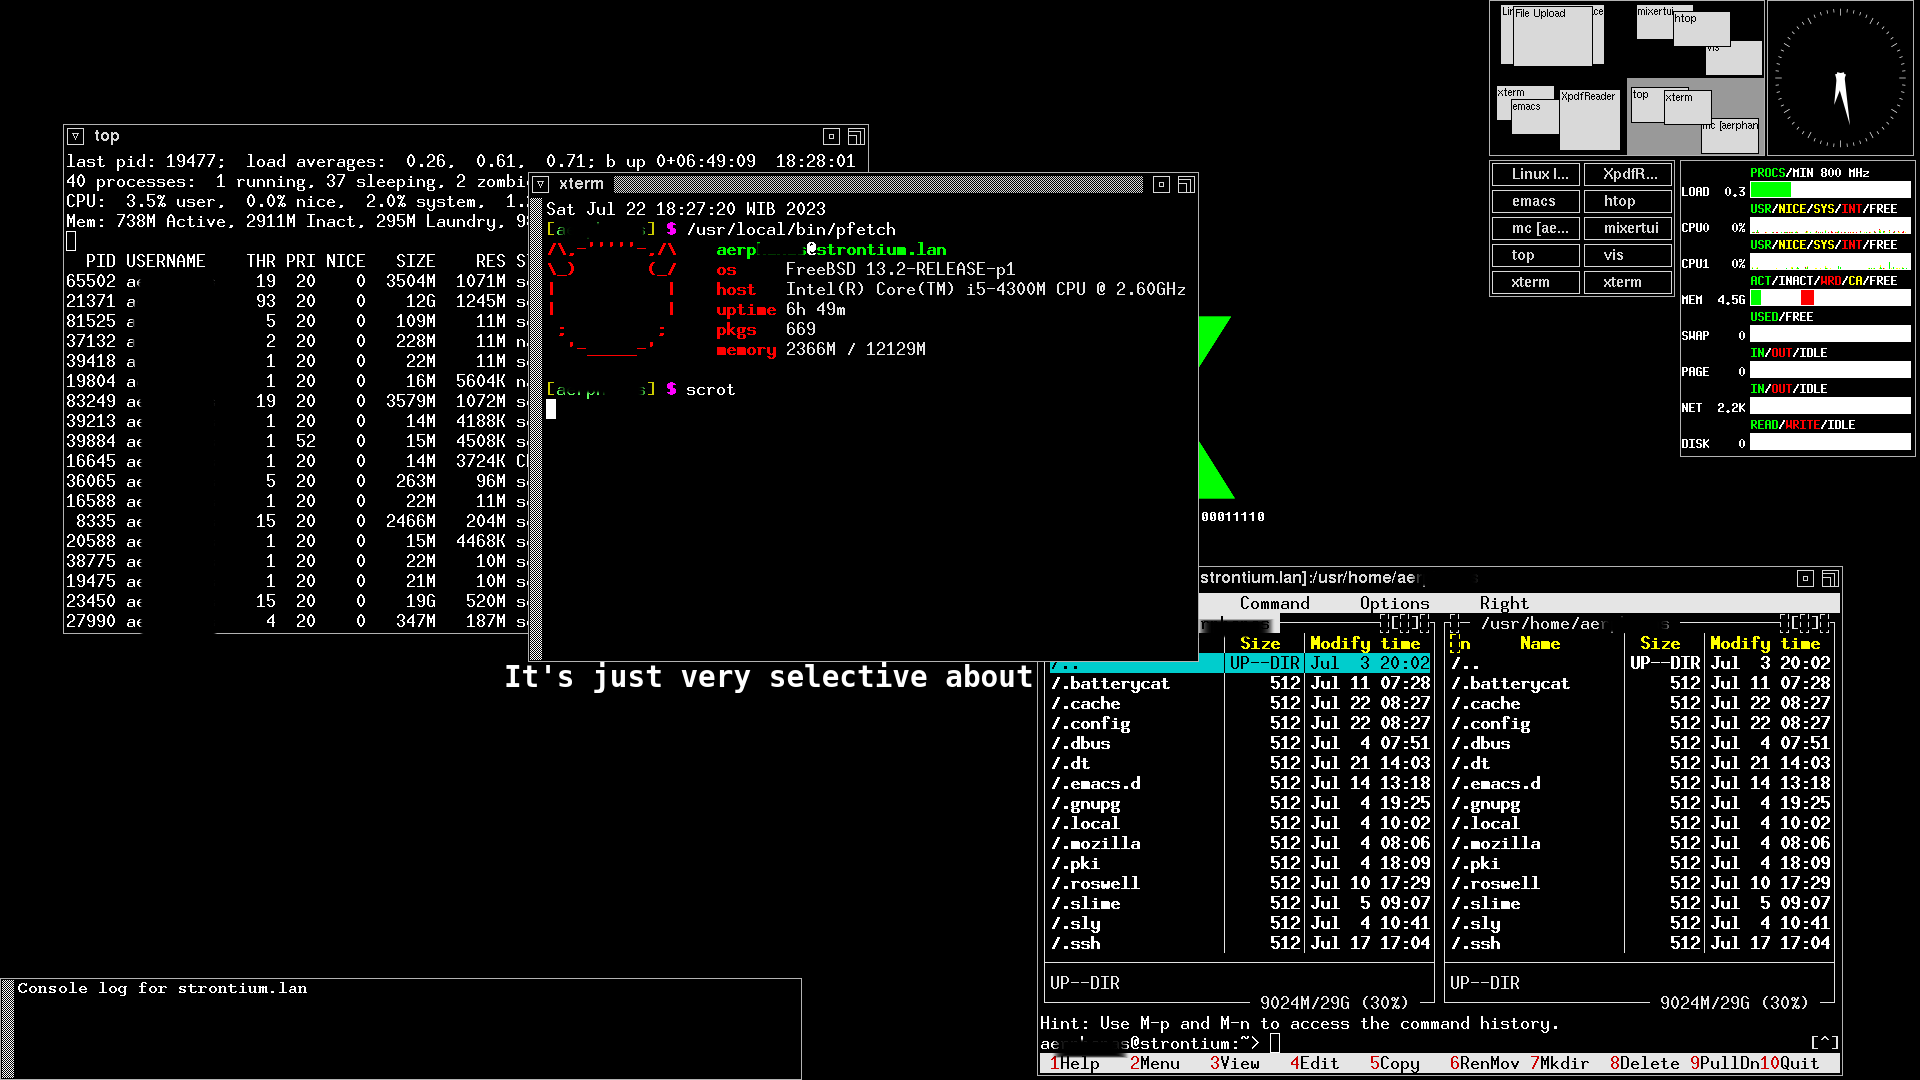 top
last pid: 19477;  load averages:  0.26,  0.61,  0.71; b up 0+06:49:09  18:28:01
40 processes:  1 running, 37 sleeping, 2 zombi
CPU:  3.5% user,  0.0% nice,  2.0% system,  1.
Mem: 738M Active, 2911M Inact, 295M Laundry, 9
PID USERNAME    THR PRI NICE   SIZE    RES S
65502 ae 19 20 0 3504M 1071M s
21371 a 93 20 0 12G 1245M s
81525 a 5 20 0 109M 11M s
37132 a 2 20 0 228M 11M n
39418 a 1 20 0 22M 11M s
19804 a 1 20 0 16M 5604K n
83249 ae 19 20 0 3579M 1072M s
39213 ae 1 20 0 14M 4188K s
39884 ae 1 52 0 15M 4508K s
16645 ae 1 20 0 14M 3724K C
36065 ae 5 20 0 263M 96M s
16588 ae 1 20 0 22M 11M s
8335 ae 15 20 0 2466M 204M s
20588 ae 1 20 0 15M 4468K s
38775 ae 1 20 0 22M 10M s
19475 ae 1 20 0 21M 10M s
23450 ae 15 20 0 19G 520M s
27990 ae 4 20 0 347M 187M s
xterm
Sat Jul 22 18:27:20 WIB 2023
[a s] $ /usr/local/bin/pfetch
aerp @strontium.lan
os FreeBSD 13.2-RELEASE-p1
host Intel(R) Core(TM) i5-4300M CPU @ 2.60GHz
uptime 6h 49m
pkgs 669
memory 2366M / 12129M
[aerp s] $ scrot
00011110
It's just very selective about
Console log for strontium.lan
File Upload
mixertui
htop
vis
xterm
emacs
XpdfReader
top
xterm
mc [aerphan
Linux I... XpdfR...
emacs htop
mc [ae... mixertui
top vis
xterm xterm
PROCS/MIN 800 MHz
LOAD 0.3
USR/NICE/SYS/INT/FREE
CPU0 0%
USR/NICE/SYS/INT/FREE
CPU1 0%
ACT/INACT/WRD/CA/FREE
MEM 4.5G
USED/FREE
SWAP 0
IN/OUT/IDLE
PAGE 0
IN/OUT/IDLE
NET 2.2K
READ/WRITE/IDLE
DISK 0
strontium.lan]:/usr/home/ae
Command Options Right
/usr/home/aer s
Size Modify time n Name Size Modify time
/.. UP--DIR Jul 3 20:02 /.. UP--DIR Jul 3 20:02
/.batterycat 512 Jul 11 07:28 /.batterycat 512 Jul 11 07:28
/.cache 512 Jul 22 08:27 /.cache 512 Jul 22 08:27
/.config 512 Jul 22 08:27 /.config 512 Jul 22 08:27
/.dbus 512 Jul 4 07:51 /.dbus 512 Jul 4 07:51
/.dt 512 Jul 21 14:03 /.dt 512 Jul 21 14:03
/.emacs.d 512 Jul 14 13:18 /.emacs.d 512 Jul 14 13:18
/.gnupg 512 Jul 4 19:25 /.gnupg 512 Jul 4 19:25
/.local 512 Jul 4 10:02 /.local 512 Jul 4 10:02
/.mozilla 512 Jul 4 08:06 /.mozilla 512 Jul 4 08:06
/.pki 512 Jul 4 18:09 /.pki 512 Jul 4 18:09
/.roswell 512 Jul 10 17:29 /.roswell 512 Jul 10 17:29
/.slime 512 Jul 5 09:07 /.slime 512 Jul 5 09:07
/.sly 512 Jul 4 10:41 /.sly 512 Jul 4 10:41
/.ssh 512 Jul 17 17:04 /.ssh 512 Jul 17 17:04
UP--DIR UP--DIR
9024M/29G (30%) 9024M/29G (30%)
Hint: Use M-p and M-n to access the command history.
ae s@strontium:~> [^]
1Help 2Menu 3View 4Edit 5Copy 6RenMov 7Mkdir 8Delete 9PullDn 10Quit